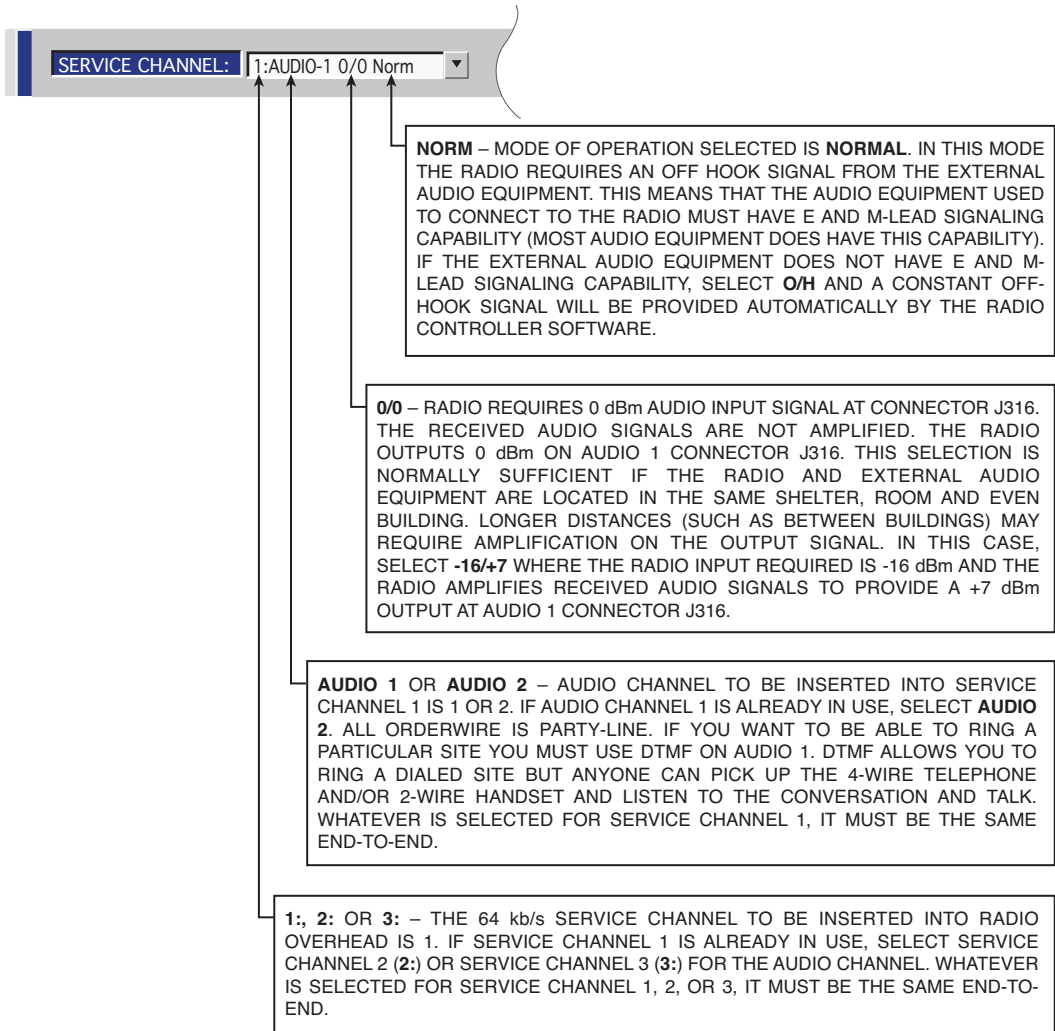 SERVICE CHANNEL: 1:AUDIO-1 0/0 Norm
NORM – MODE OF OPERATION SELECTED IS NORMAL. IN THIS MODE
THE RADIO REQUIRES AN OFF HOOK SIGNAL FROM THE EXTERNAL
AUDIO EQUIPMENT. THIS MEANS THAT THE AUDIO EQUIPMENT USED
TO CONNECT TO THE RADIO MUST HAVE E AND M-LEAD SIGNALING
CAPABILITY (MOST AUDIO EQUIPMENT DOES HAVE THIS CAPABILITY).
IF THE EXTERNAL AUDIO EQUIPMENT DOES NOT HAVE E AND M-
LEAD SIGNALING CAPABILITY, SELECT O/H AND A CONSTANT OFF-
HOOK SIGNAL WILL BE PROVIDED AUTOMATICALLY BY THE RADIO
CONTROLLER SOFTWARE.
0/0 – RADIO REQUIRES 0 dBm AUDIO INPUT SIGNAL AT CONNECTOR J316.
THE RECEIVED AUDIO SIGNALS ARE NOT AMPLIFIED. THE RADIO
OUTPUTS 0 dBm ON AUDIO 1 CONNECTOR J316. THIS SELECTION IS
NORMALLY SUFFICIENT IF THE RADIO AND EXTERNAL AUDIO
EQUIPMENT ARE LOCATED IN THE SAME SHELTER, ROOM AND EVEN
BUILDING. LONGER DISTANCES (SUCH AS BETWEEN BUILDINGS) MAY
REQUIRE AMPLIFICATION ON THE OUTPUT SIGNAL. IN THIS CASE,
SELECT -16/+7 WHERE THE RADIO INPUT REQUIRED IS -16 dBm AND THE
RADIO AMPLIFIES RECEIVED AUDIO SIGNALS TO PROVIDE A +7 dBm
OUTPUT AT AUDIO 1 CONNECTOR J316.
AUDIO 1 OR AUDIO 2 – AUDIO CHANNEL TO BE INSERTED INTO SERVICE
CHANNEL 1 IS 1 OR 2. IF AUDIO CHANNEL 1 IS ALREADY IN USE, SELECT AUDIO
2. ALL ORDERWIRE IS PARTY-LINE. IF YOU WANT TO BE ABLE TO RING A
PARTICULAR SITE YOU MUST USE DTMF ON AUDIO 1. DTMF ALLOWS YOU TO
RING A DIALED SITE BUT ANYONE CAN PICK UP THE 4-WIRE TELEPHONE
AND/OR 2-WIRE HANDSET AND LISTEN TO THE CONVERSATION AND TALK.
WHATEVER IS SELECTED FOR SERVICE CHANNEL 1, IT MUST BE THE SAME
END-TO-END.
1:, 2: OR 3: – THE 64 kb/s SERVICE CHANNEL TO BE INSERTED INTO RADIO
OVERHEAD IS 1. IF SERVICE CHANNEL 1 IS ALREADY IN USE, SELECT SERVICE
CHANNEL 2 (2:) OR SERVICE CHANNEL 3 (3:) FOR THE AUDIO CHANNEL. WHATEVER
IS SELECTED FOR SERVICE CHANNEL 1, 2, OR 3, IT MUST BE THE SAME END-TO-
END.